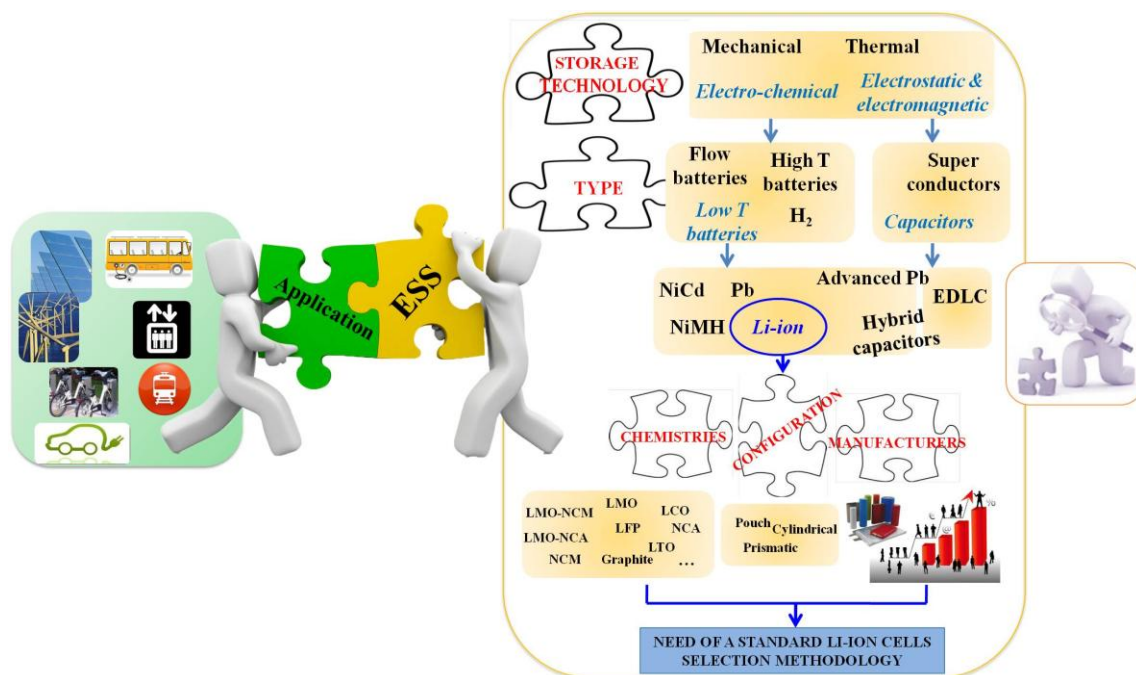 Mechanical Thermal
STORAGE
TECHNOLOGY
Electro-chemical
Electrostatic &
electromagnetic
Flow
batteries
High T
batteries
Super
conductors
TYPE
Low T
batteries
H₂
Capacitors
Application
ESS
NiCd Pb
Advanced Pb
EDLC
NiMH
Li-ion
Hybrid
capacitors
CHEMISTRIES
CONFIGURATION
MANUFACTURERS
LMO-NCM
LMO
LCO
LMO-NCA
LFP
NCA
NCM
Graphite
LTO
...
Pouch
Cylindrical
Prismatic
NEED OF A STANDARD LI-ION CELLS
SELECTION METHODOLOGY